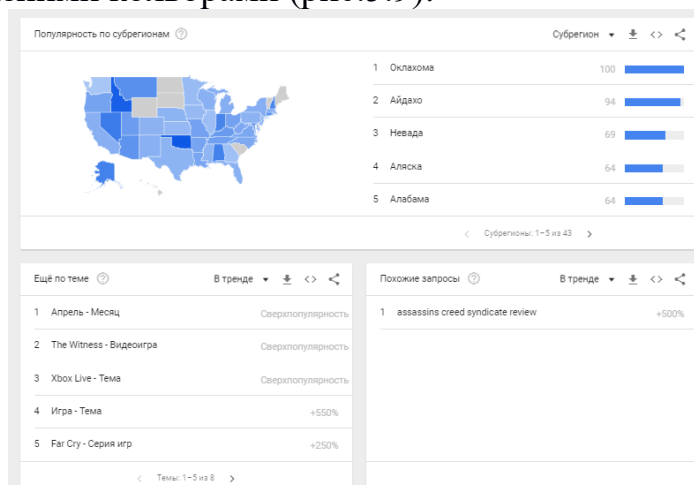 Популярность по субрегионам
Субрегион
1 Оклахома 100
2 Айдахо 94
3 Невада 69
4 Аляска 64
5 Алабама 64
Субрегионы: 1–5 из 43
Ещё по теме
В тренде
1 Апрель - Месяц Сверхпопулярность
2 The Witness - Видеоигра Сверхпопулярность
3 Xbox Live - Тема Сверхпопулярность
4 Игра - Тема +550%
5 Far Cry - Серия игр +250%
Темы: 1–5 из 8
Похожие запросы
В тренде
1 assassins creed syndicate review +500%